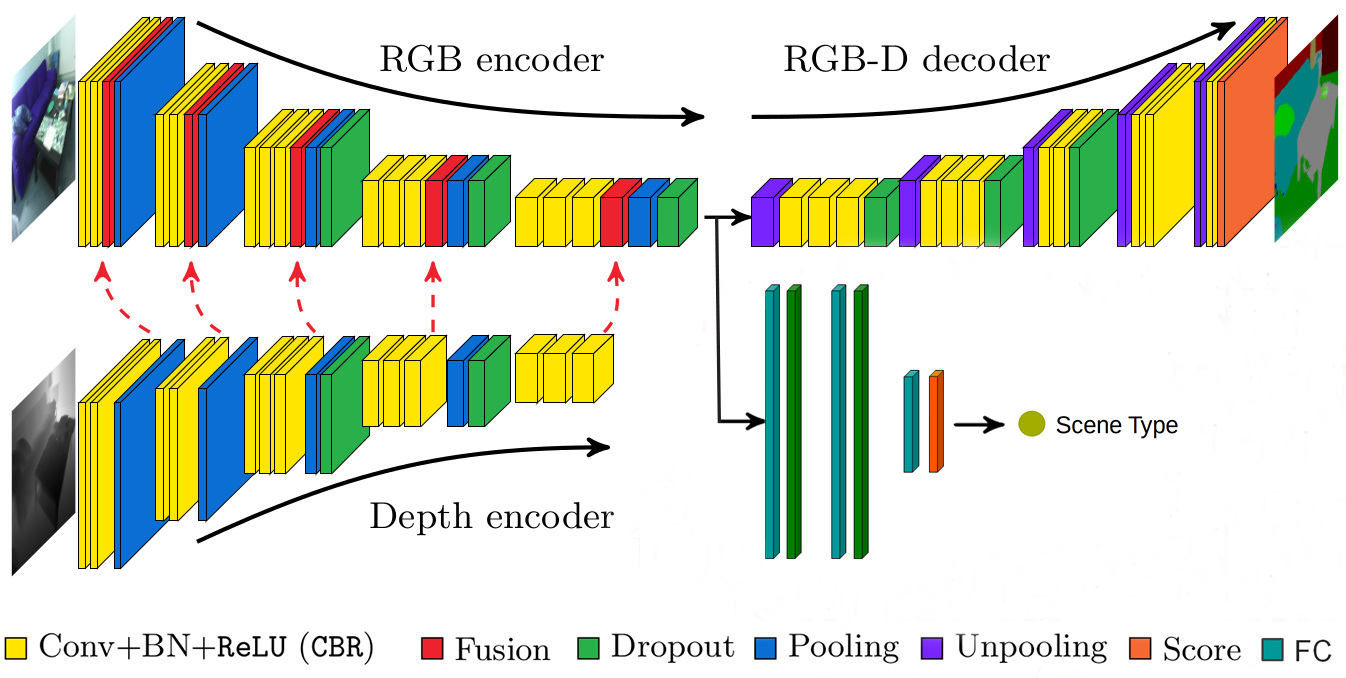 RGB encoder
RGB-D decoder
Depth encoder
Scene Type
Conv+BN+ReLU (CBR) Fusion Dropout Pooling Unpooling Score FC